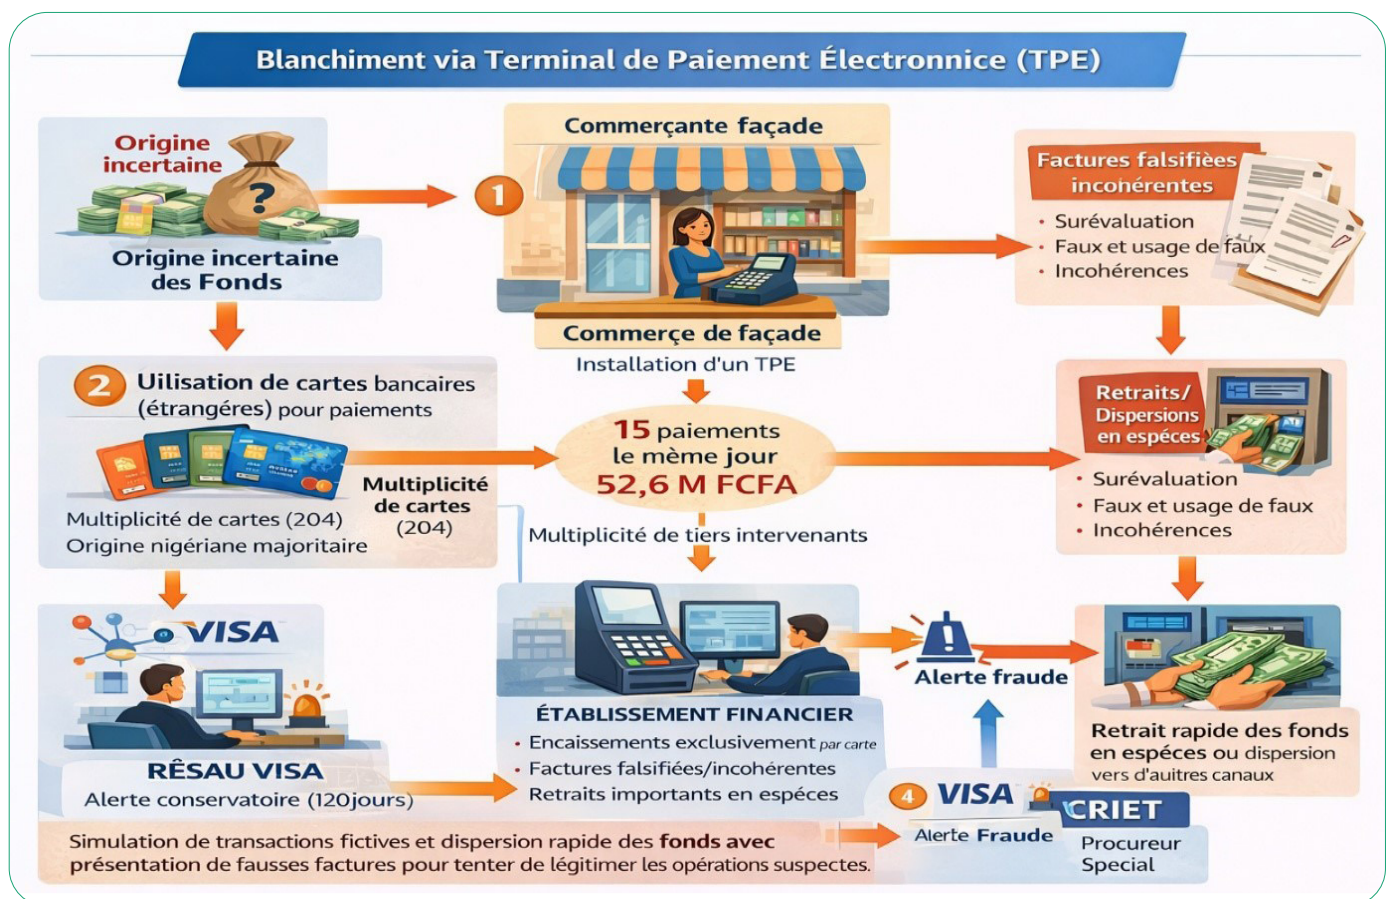 Blanchiment via Terminal de Paiement Électronnice (TPE)
Origine
incertaine
?
Origine incertaine
des Fonds
1
Commerçante façade
Commerçe de façade
Installation d'un TPE
Factures falsifièes
incohérentes
• Surévaluation
• Faux et usage de faux
• Incohérences
2 Uilisation de cartes bancaires
(étrangéres) pour paiements
Multiplicité
de cartes
(204)
Multiplicité de cartes (204)
Origine nigériane majoritaire
15 paiements
le mème jour
52,6 M FCFA
Multiplicité de tiers intervenants
Retraits/
Dispersions
en espéces
• Surévaluation
• Faux et usage de faux
• Incohérences
VISA
RÊSAU VISA
Alerte conservatoire (120jours)
ÉTABLISSEMENT FINANCIER
• Encaissements exclusivement par carte
• Factures falsifiées/incohérentes
Retraits importants en espéces
Alerte fraude
Retrait rapide des fonds
en espéces ou dispersion
vers d'auitres canaux
4 VISA
Alerte Fraude
CRIET
Procureur
Special
Simulation de transactions fictives et dispersion rapide des fonds avec
présentation de fausses factures pour tenter de légitimer les opérations suspectes.